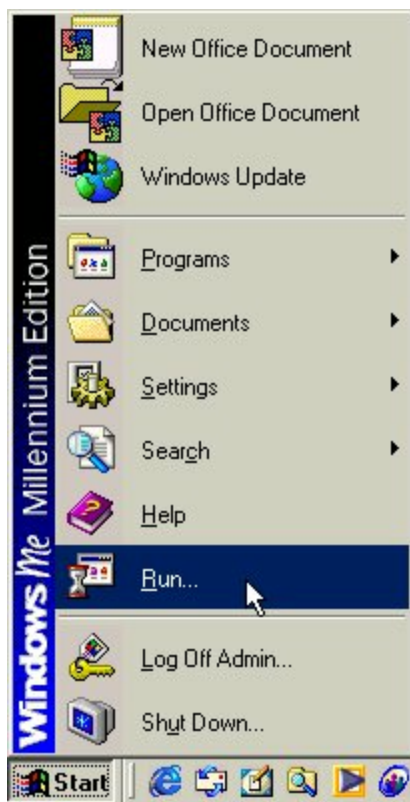 New Office Document
Open Office Document
Windows Update
Programs
Documents
Settings
Search
Help
Run...
Log Off Admin...
Shut Down...
Windows Me Millennium Edition
Start